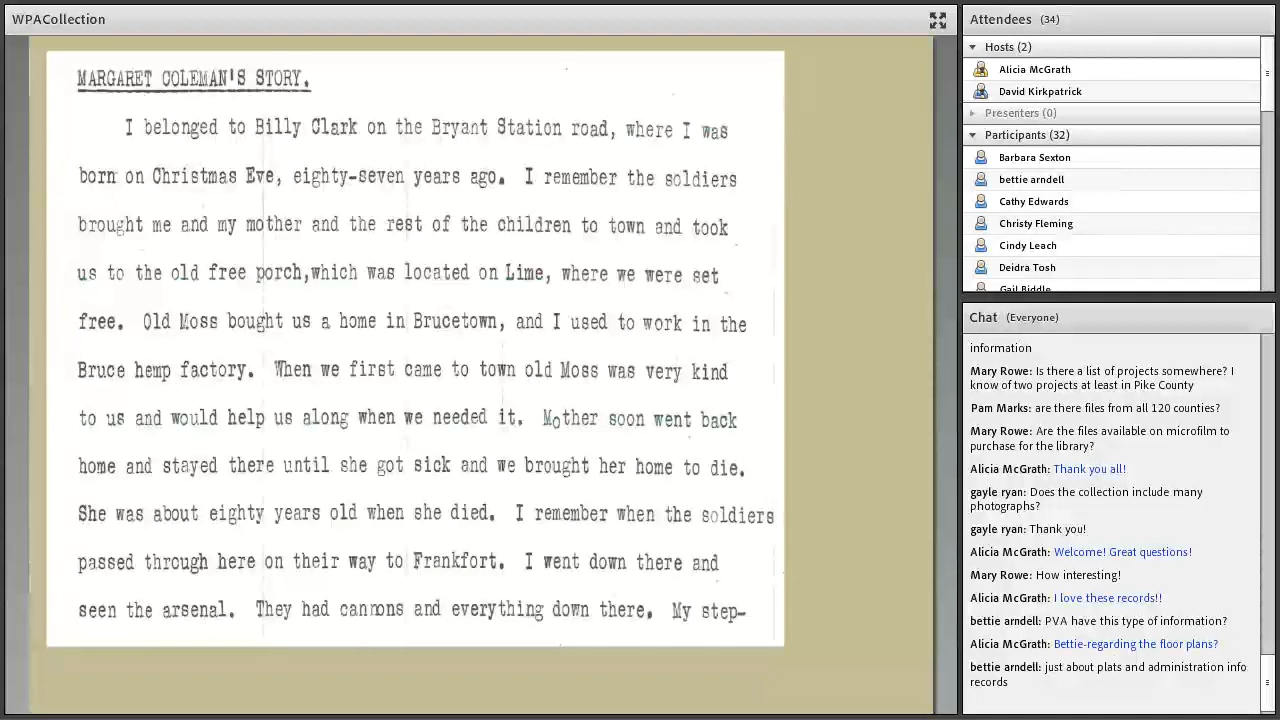 WPACollection
MARGARET COLEMAN'S STORY.
I belonged to Billy Clark on the Bryant Station road, where I was
born on Christmas Eve, eighty-seven years ago. I remember the soldiers
brought me and my mother and the rest of the children to town and took
us to the old free porch,which was located on Lime, where we were set
free. Old Moss bought us a home in Brucetown, and I used to work in the
Bruce hemp factory. When we first came to town old Moss was very kind
to us and would help us along when we needed it. Mother soon went back
home and stayed there until she got sick and we brought her home to die.
She was about eighty years old when she died. I remember when the soldiers
passed through here on their way to Frankfort. I went down there and
seen the arsenal. They had cannons and everything down there. My step-
Attendees (34)
Hosts (2)
Alicia McGrath
David Kirkpatrick
Presenters (0)
Participants (32)
Barbara Sexton
bettie arndell
Cathy Edwards
Christy Fleming
Cindy Leach
Deidra Tosh
Gail Biddle
Chat (Everyone)
information
Mary Rowe: Is there a list of projects somewhere? I
know of two projects at least in Pike County
Pam Marks: are there files from all 120 counties?
Mary Rowe: Are the files available on microfilm to
purchase for the library?
Alicia McGrath: Thank you all!
gayle ryan: Does the collection include many
photographs?
gayle ryan: Thank you!
Alicia McGrath: Welcome! Great questions!
Mary Rowe: How interesting!
Alicia McGrath: I love these records!!
bettie arndell: PVA have this type of information?
Alicia McGrath: Bettie-regarding the floor plans?
bettie arndell: just about plats and administration info
records